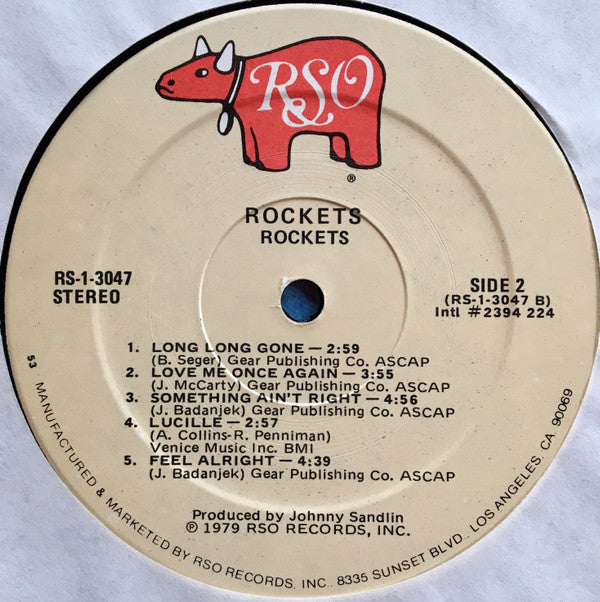 RSO
®
ROCKETS
ROCKETS
RS-1-3047
STEREO
SIDE 2
(RS-1-3047 B)
Intl #2394 224
1. LONG LONG GONE — 2:59
(B. Seger) Gear Publishing Co. ASCAP
2. LOVE ME ONCE AGAIN — 3:55
(J. McCarty) Gear Publishing Co. ASCAP
3. SOMETHING AIN'T RIGHT — 4:56
(J. Badanjek) Gear Publishing Co. ASCAP
4. LUCILLE — 2:57
(A. Collins-R. Penniman)
Venice Music Inc. BMI
5. FEEL ALRIGHT — 4:39
(J. Badanjek) Gear Publishing Co. ASCAP
Produced by Johnny Sandlin
℗ 1979 RSO RECORDS, INC.
53 MANUFACTURED & MARKETED BY RSO RECORDS, INC., 8335 SUNSET BLVD., LOS ANGELES, CA 90069